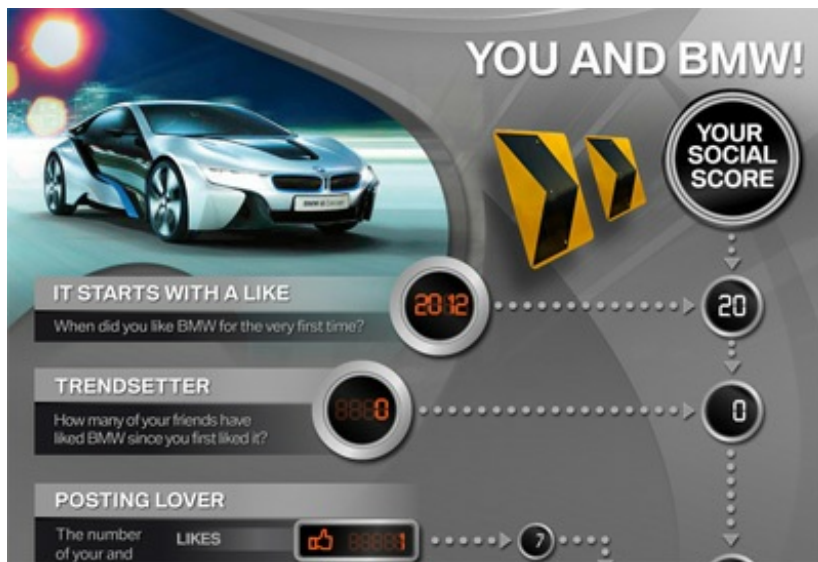 YOU AND BMW!
YOUR
SOCIAL
SCORE
IT STARTS WITH A LIKE
When did you like BMW for the very first time?
2012
20
TRENDSETTER
How many of your friends have
liked BMW since you first liked it?
0
0
POSTING LOVER
The number
of your and
LIKES
1
7